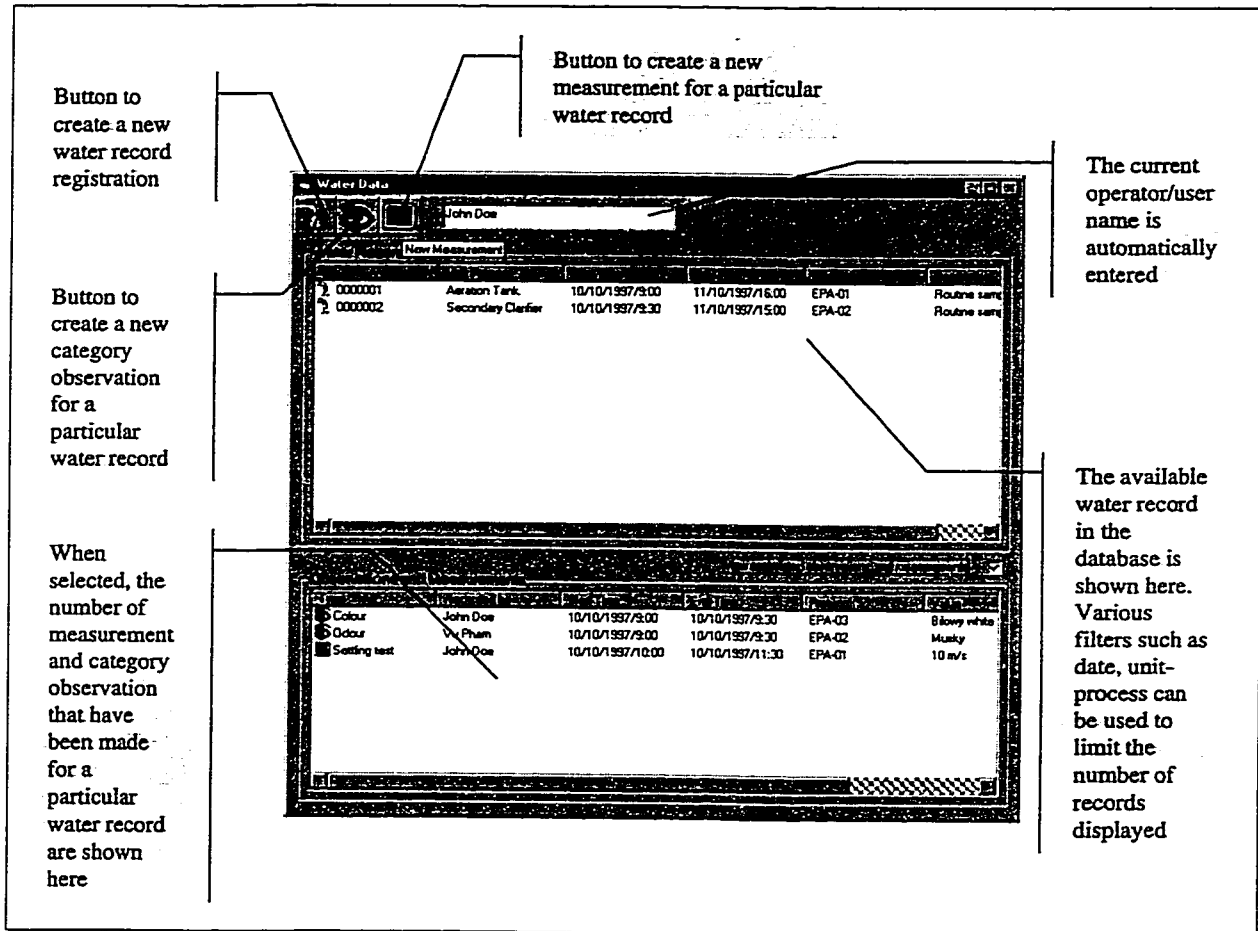 Button to
create a new
water record
registration
Button to create a new
measurement for a particular
water record
The current
operator/user
name is
automatically
entered
Button to
create a new
category
observation
for a
particular
water record
When
selected, the
number of
measurement
and category
observation
that have
been made
for a
particular
water record
are shown
here
The available
water record
in the
database is
shown here.
Various
filters such as
date, unit-
process can
be used to
limit the
number of
records
displayed
Water Data
John Doe
New Measurement
0000001 Aeration Tank 10/10/1997/9:00 11/10/1997/16:00 EPA-01 Routine samp
0000002 Secondary Clarifier 10/10/1997/9:30 11/10/1997/15:00 EPA-02 Routine samp
Colour John Doe 10/10/1997/9:00 10/10/1997/9:30 EPA-03 white
Odour Vu Pham 10/10/1997/9:00 10/10/1997/9:30 EPA-02 Musky
Settling test John Doe 10/10/1997/10:00 10/10/1997/11:30 EPA-01 10 m/s